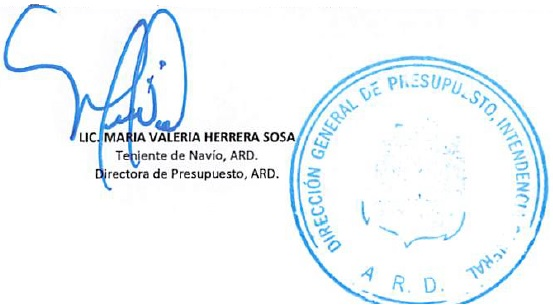 LIC. MARIA VALERIA HERRERA SOSA
Teniente de Navío, ARD.
Directora de Presupuesto, ARD.
DIRECCIÓN GENERAL DE PRESUPUESTO, INTENDENCIA
A. R. D.